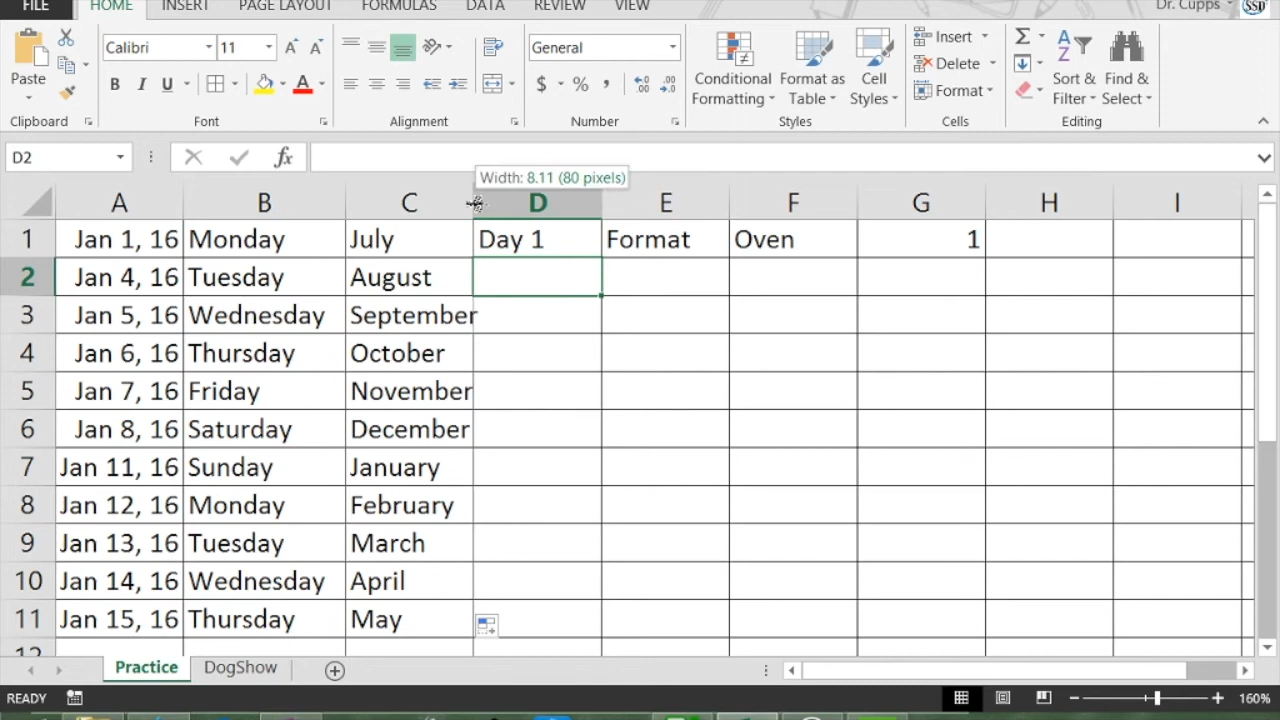 FILE HOME INSERT PAGE LAYOUT FORMULAS DATA REVIEW VIEW Dr. Cupps SSP
Calibri 11 General Insert Σ
Paste Conditional Format as Cell Delete Sort & Find &
B I U A $ % , Formatting Table Styles Format Filter Select
Clipboard Font Alignment Number Styles Cells Editing
D2 fx
Width: 8.11 (80 pixels)
A B C D E F G H I
1 Jan 1, 16 Monday July Day 1 Format Oven 1
2 Jan 4, 16 Tuesday August
3 Jan 5, 16 Wednesday September
4 Jan 6, 16 Thursday October
5 Jan 7, 16 Friday November
6 Jan 8, 16 Saturday December
7 Jan 11, 16 Sunday January
8 Jan 12, 16 Monday February
9 Jan 13, 16 Tuesday March
10 Jan 14, 16 Wednesday April
11 Jan 15, 16 Thursday May
12
Practice DogShow
READY 160%